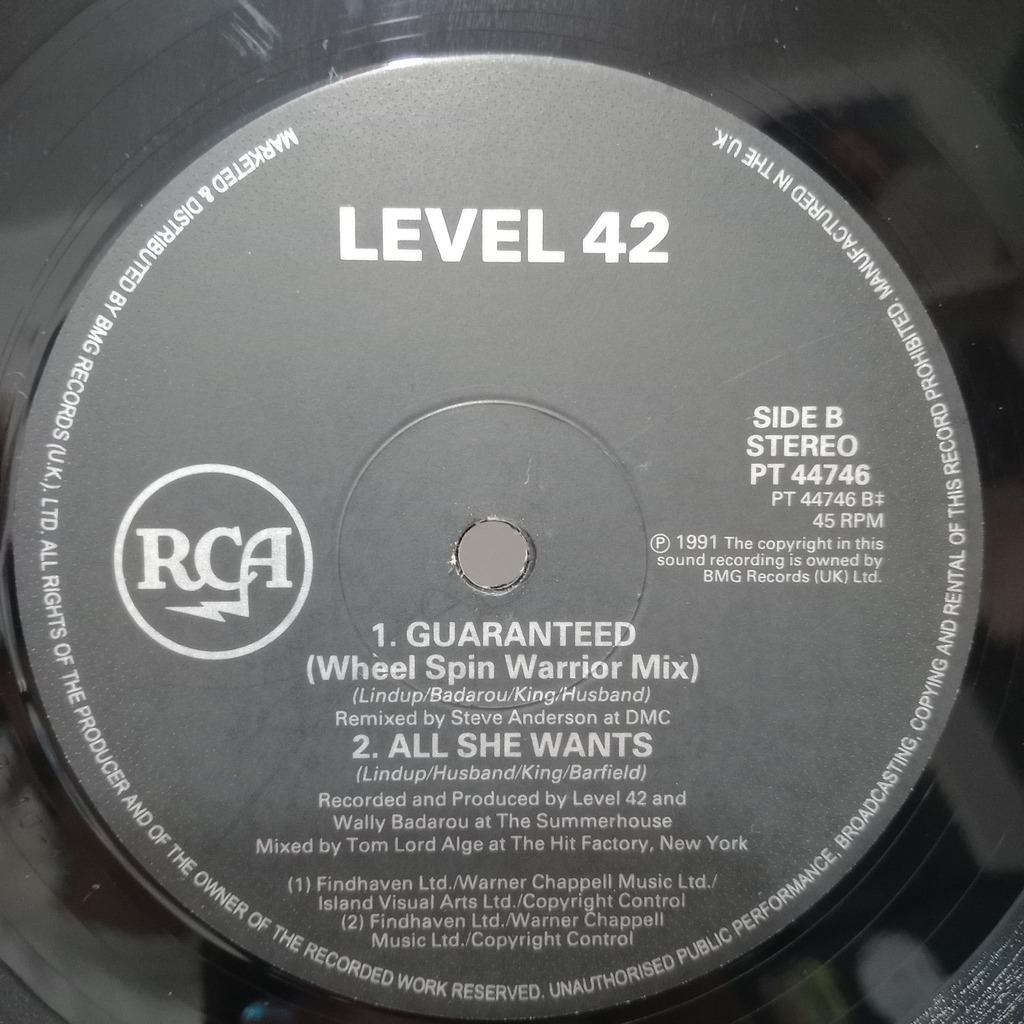 LEVEL 42
SIDE B
STEREO
PT 44746
PT 44746 B‡
45 RPM
℗ 1991 The copyright in this
sound recording is owned by
BMG Records (UK) Ltd.
RCA
1. GUARANTEED
(Wheel Spin Warrior Mix)
(Lindup/Badarou/King/Husband)
Remixed by Steve Anderson at DMC
2. ALL SHE WANTS
(Lindup/Husband/King/Barfield)
Recorded and Produced by Level 42 and
Wally Badarou at The Summerhouse
Mixed by Tom Lord Alge at The Hit Factory, New York
(1) Findhaven Ltd./Warner Chappell Music Ltd./
Island Visual Arts Ltd./Copyright Control
(2) Findhaven Ltd./Warner Chappell
Music Ltd./Copyright Control
MARKETED & DISTRIBUTED BY BMG RECORDS (U.K.). LTD. ALL RIGHTS OF THE PRODUCER AND OF THE OWNER OF THE RECORDED WORK RESERVED. UNAUTHORISED PUBLIC PERFORMANCE, BROADCASTING, COPYING AND RENTAL OF THIS RECORD PROHIBITED. MANUFACTURED IN THE U.K.